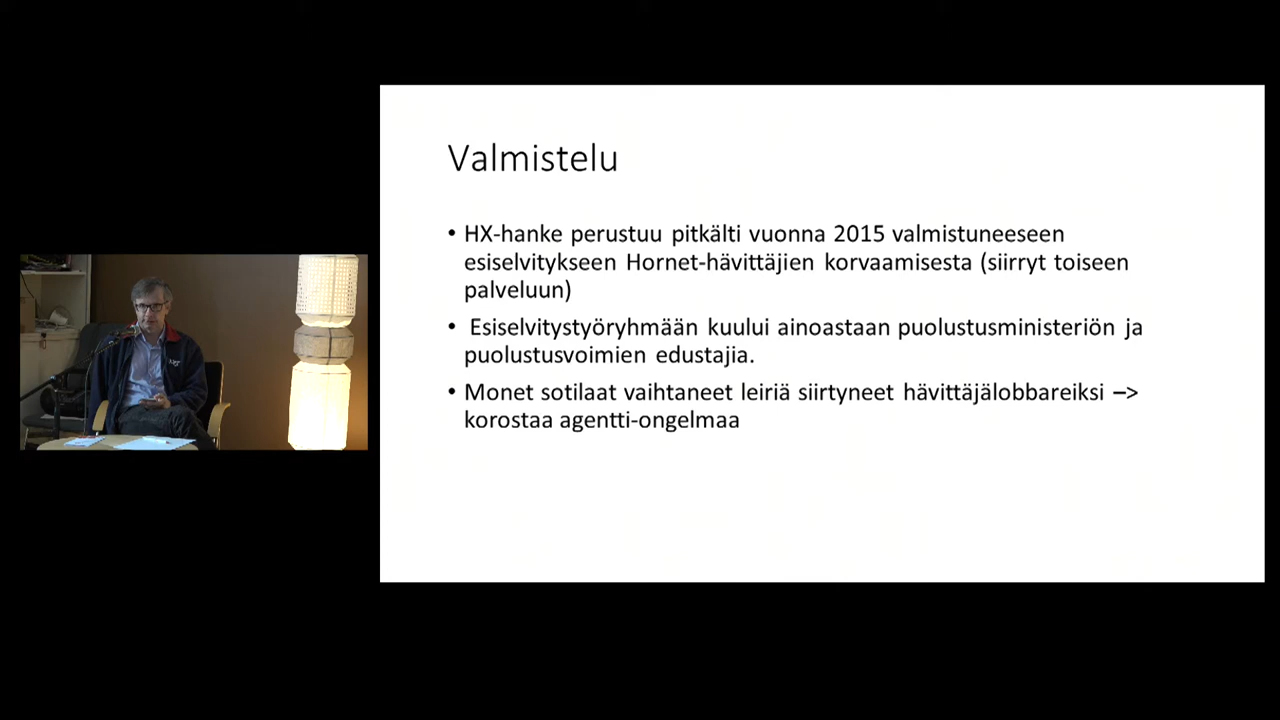 Valmistelu
• HX-hanke perustuu pitkälti vuonna 2015 valmistuneeseen
esiselvitykseen Hornet-hävittäjien korvaamisesta (siirryt toiseen
palveluun)
• Esiselvitystyöryhmään kuului ainoastaan puolustusministeriön ja
puolustusvoimien edustajia.
• Monet sotilaat vaihtaneet leiriä siirtyneet hävittäjälobbareiksi –>
korostaa agentti-ongelmaa